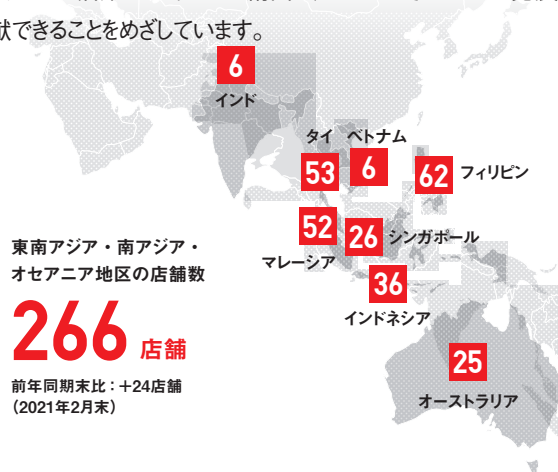 献できることをめざしています。
6
インド
タイ ベトナム
53 6 62 フィリピン
52 26 シンガポール
マレーシア
36
インドネシア
東南アジア・南アジア・
オセアニア地区の店舗数
266 店舗
前年同期末比：+24店舗
（2021年2月末）
25
オーストラリア